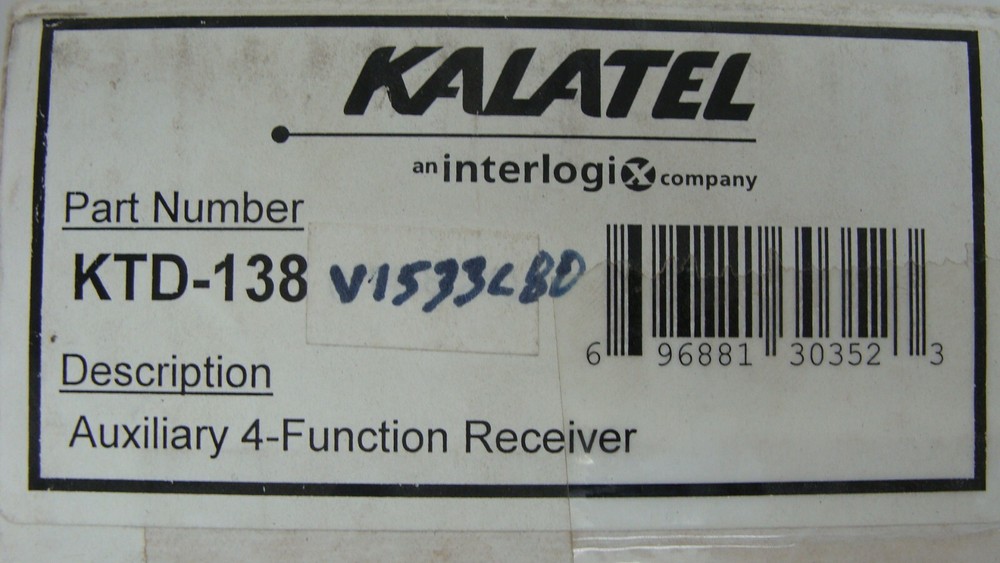 KALATEL
an interlogix company
Part Number
KTD-138 V1533CBD
Description
Auxiliary 4-Function Receiver
6 96881 30352 3